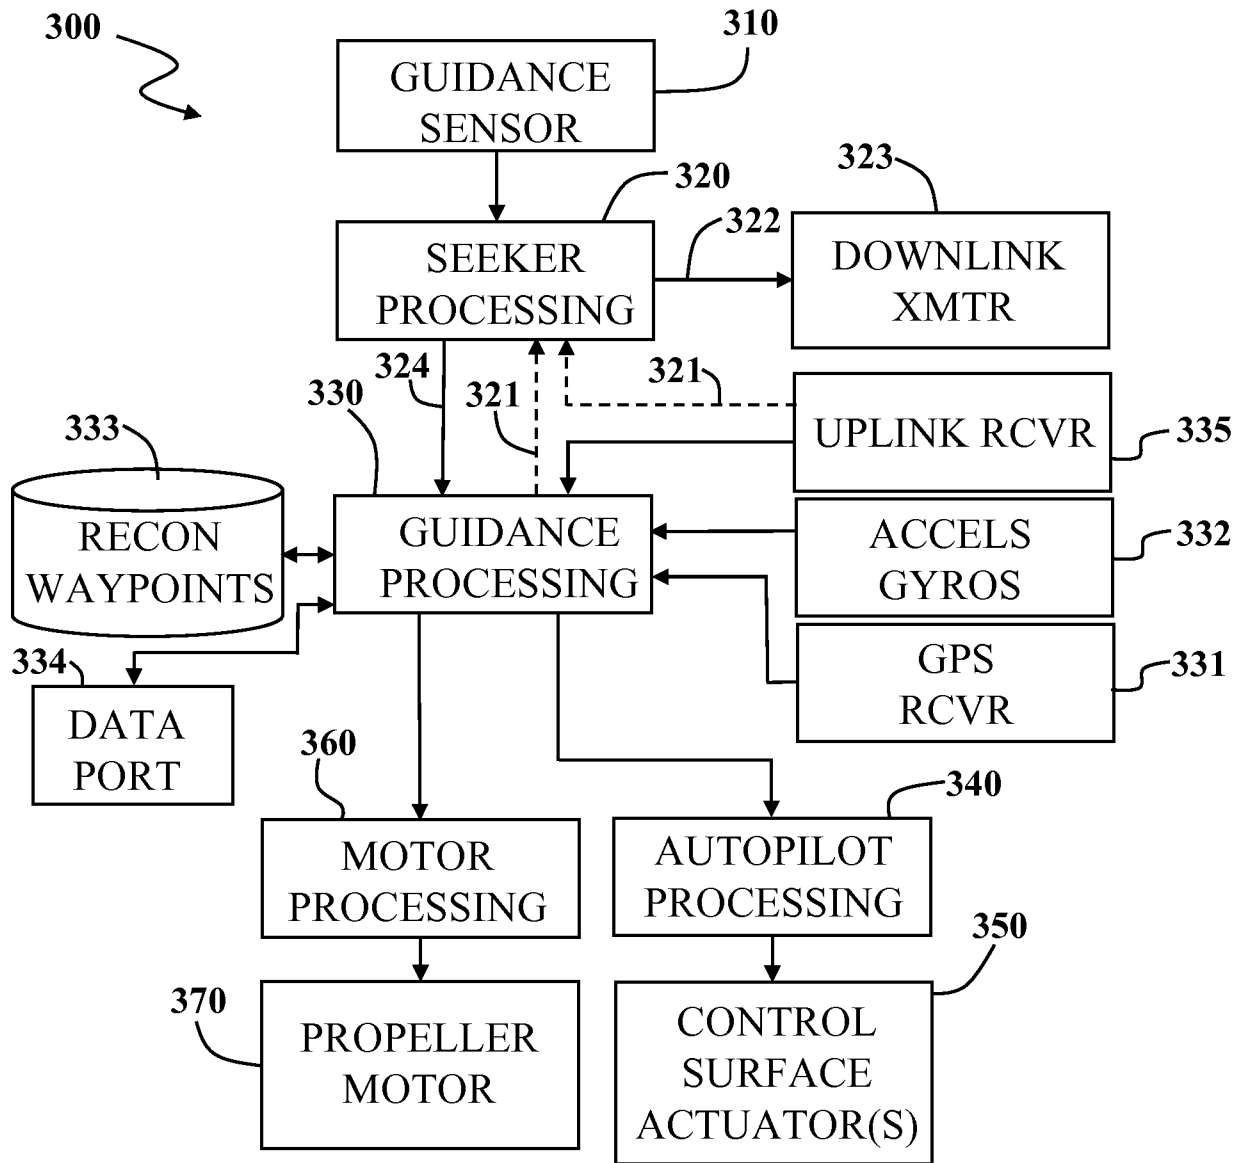 300
310
GUIDANCE
SENSOR
320
322
323
SEEKER
PROCESSING
DOWNLINK
XMTR
324
330
321
321
UPLINK RCVR
335
333
RECON
WAYPOINTS
GUIDANCE
PROCESSING
ACCELS
GYROS
332
334
DATA
PORT
GPS
RCVR
331
360
340
MOTOR
PROCESSING
AUTOPILOT
PROCESSING
370
350
PROPELLER
MOTOR
CONTROL
SURFACE
ACTUATOR(S)